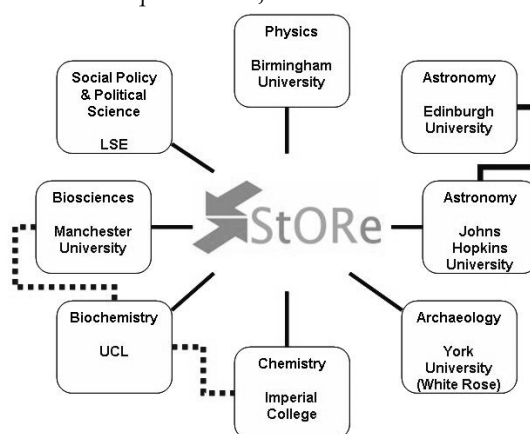 Physics
Birmingham
University
Social Policy
& Political
Science
LSE
Astronomy
Edinburgh
University
Biosciences
Manchester
University
StORe
Astronomy
Johns
Hopkins
University
Biochemistry
UCL
Chemistry
Imperial
College
Archaeology
York
University
(White Rose)